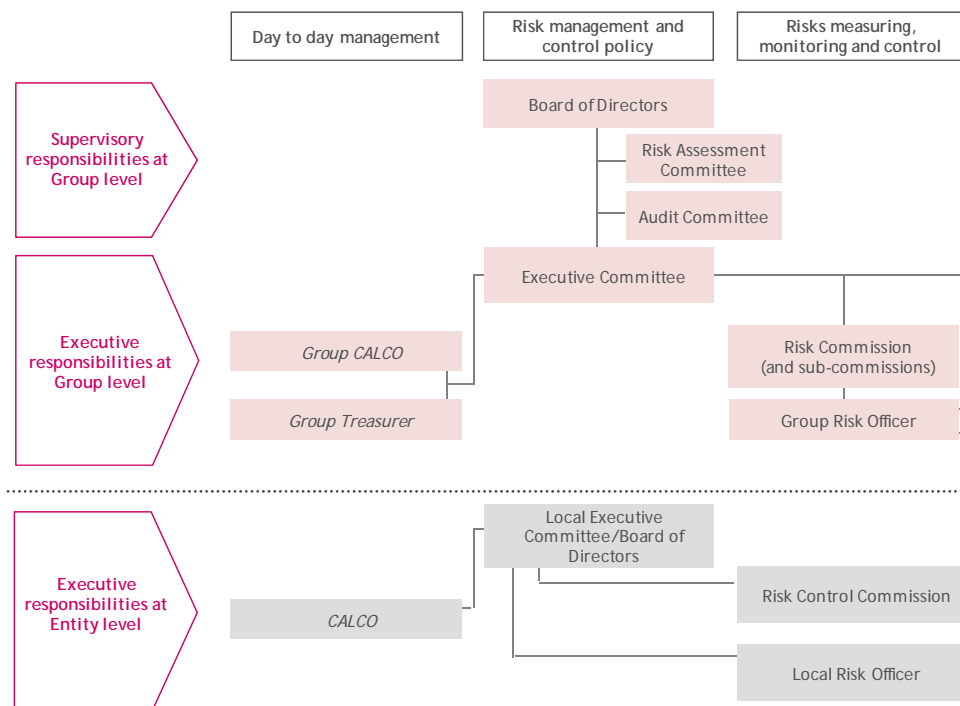 Day to day management
Risk management and
control policy
Risks measuring,
monitoring and control
Supervisory
responsibilities at
Group level
Board of Directors
Risk Assessment
Committee
Audit Committee
Executive
responsibilities at
Group level
Executive Committee
Group CALCO
Group Treasurer
Risk Commission
(and sub-commissions)
Group Risk Officer
Executive
responsibilities at
Entity level
Local Executive
Committee/Board of
Directors
CALCO
Risk Control Commission
Local Risk Officer